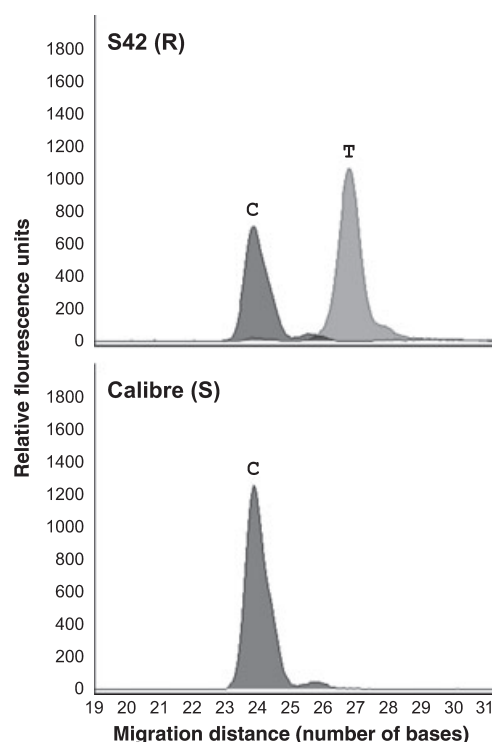 S42 (R)
1800
1600
1400
1200
1000
800
600
400
200
0
C
T
Relative flourescence units
Calibre (S)
1800
1600
1400
1200
1000
800
600
400
200
0
C
19 20 21 22 23 24 25 26 27 28 29 30 31
Migration distance (number of bases)